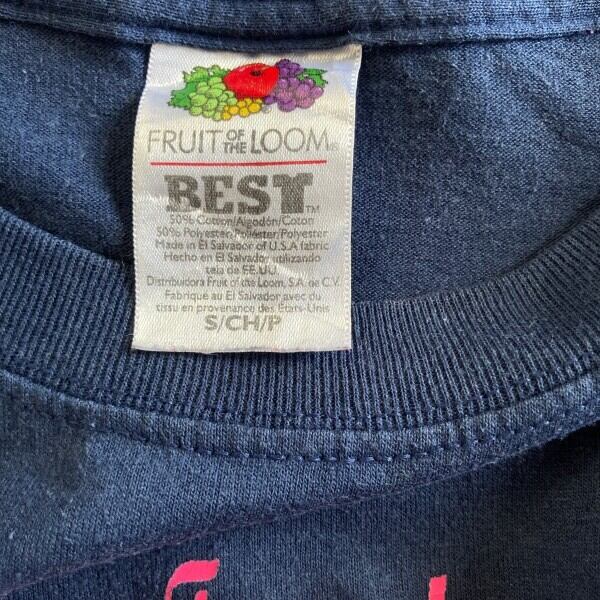 FRUIT OF THE LOOM®
BEST™
50% Cotton/Algodón/Coton
50% Polyester/Poliéster/Polyester
Made in El Salvador of U.S.A fabric
Hecho en El Salvador utilizando
tela de EE.UU.
Distribuidora Fruit of the Loom, S.A. de C.V.
Fabriqué au El Salvador avec du
tissu en provenance des États-Unis
S/CH/P